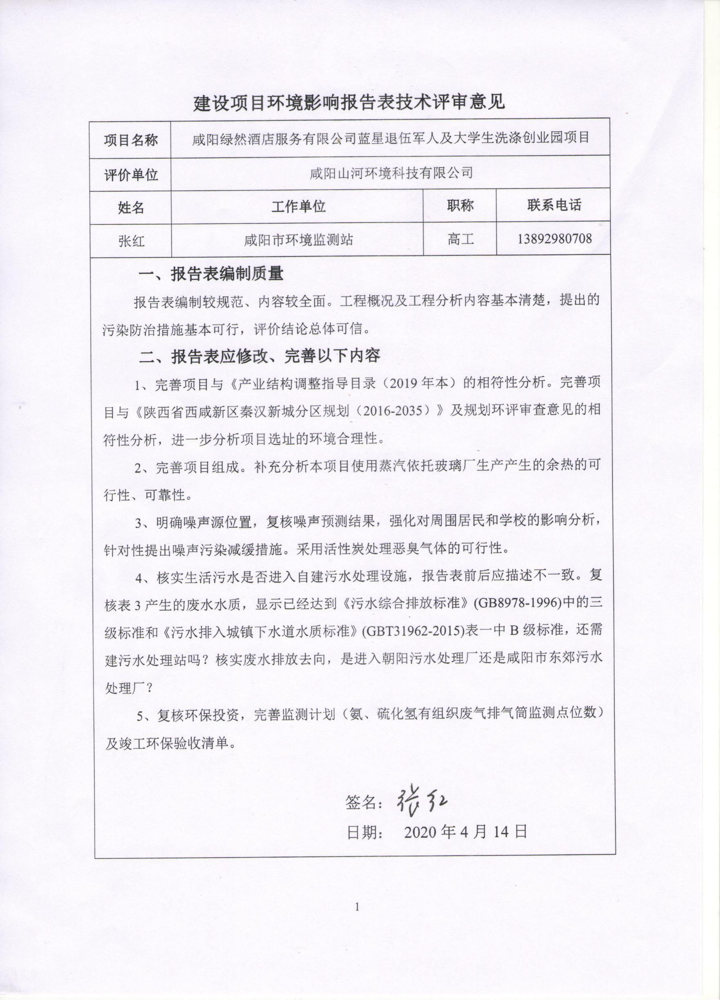 建设项目环境影响报告表技术评审意见
项目名称 咸阳绿然酒店服务有限公司蓝星退伍军人及大学生洗涤创业园项目
评价单位 咸阳山河环境科技有限公司
姓名 工作单位 职称 联系电话
张红 咸阳市环境监测站 高工 13892980708
一、报告表编制质量
报告表编制较规范、内容较全面。工程概况及工程分析内容基本清楚，提出的
污染防治措施基本可行，评价结论总体可信。
二、报告表应修改、完善以下内容
1、完善项目与《产业结构调整指导目录（2019 年本）的相符性分析。完善项
目与《陕西省西咸新区秦汉新城分区规划（2016-2035）》及规划环评审查意见的相
符性分析，进一步分析项目选址的环境合理性。
2、完善项目组成。补充分析本项目使用蒸汽依托玻璃厂生产产生的余热的可
行性、可靠性。
3、明确噪声源位置，复核噪声预测结果，强化对周围居民和学校的影响分析，
针对性提出噪声污染减缓措施。采用活性炭处理恶臭气体的可行性。
4、核实生活污水是否进入自建污水处理设施，报告表前后应描述不一致。复
核表 3 产生的废水水质，显示已经达到《污水综合排放标准》(GB8978-1996)中的三
级标准和《污水排入城镇下水道水质标准》(GBT31962-2015)表一中 B 级标准，还需
建污水处理站吗？核实废水排放去向，是进入朝阳污水处理厂还是咸阳市东郊污水
处理厂？
5、复核环保投资，完善监测计划（氨、硫化氢有组织废气排气筒监测点位数）
及竣工环保验收清单。
签名：张红
日期： 2020 年 4 月 14 日
1